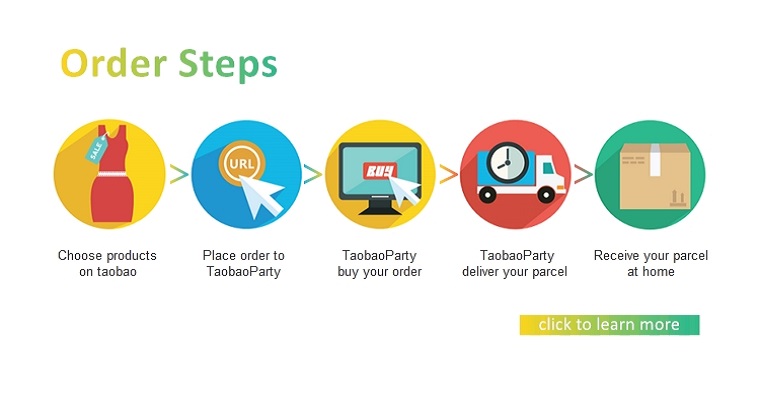 Order Steps
SALE
URL
BUY
Choose products
on taobao
Place order to
TaobaoParty
TaobaoParty
buy your order
TaobaoParty
deliver your parcel
Receive your parcel
at home
click to learn more